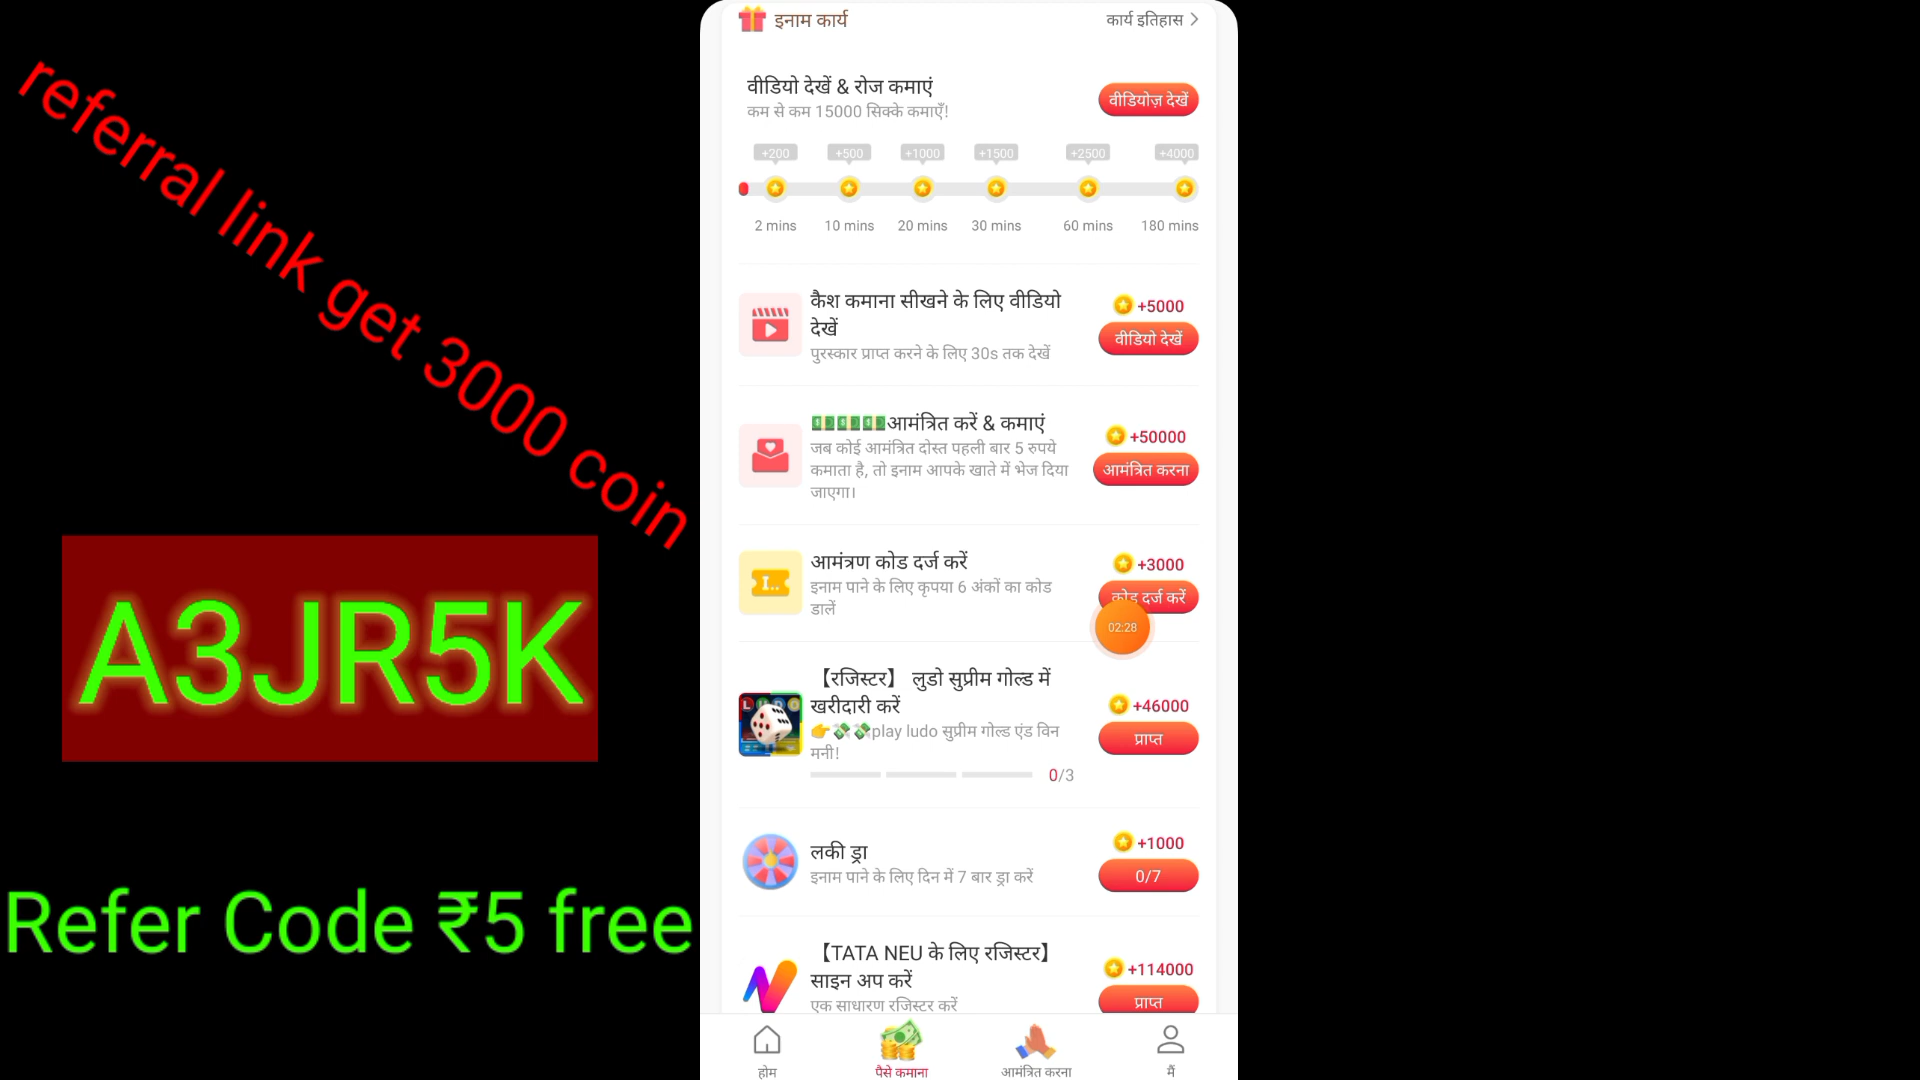 referral link get 3000 coin
A3JR5K
Refer Code ₹5 free
इनाम कार्य
कार्य इतिहास
वीडियो देखें & रोज कमाएं
कम से कम 15000 सिक्के कमाएँ!
वीडियोज़ देखें
+200 +500 +1000 +1500 +2500 +4000
2 mins 10 mins 20 mins 30 mins 60 mins 180 mins
कैश कमाना सीखने के लिए वीडियो
देखें
पुरस्कार प्राप्त करने के लिए 30s तक देखें
+5000
वीडियो देखें
आमंत्रित करें & कमाएं
जब कोई आमंत्रित दोस्त पहली बार 5 रुपये
कमाता है, तो इनाम आपके खाते में भेज दिया
जाएगा।
+50000
आमंत्रित करना
I..
आमंत्रण कोड दर्ज करें
इनाम पाने के लिए कृपया 6 अंकों का कोड
डालें
+3000
कोड दर्ज करें
02:28
【रजिस्टर】 लुडो सुप्रीम गोल्ड में
खरीदारी करें
👉💸💸play ludo सुप्रीम गोल्ड एंड विन
मनी!
0/3
+46000
प्राप्त
LUDO
लकी ड्रा
इनाम पाने के लिए दिन में 7 बार ड्रा करें
+1000
0/7
【TATA NEU के लिए रजिस्टर】
साइन अप करें
एक साधारण रजिस्टर करें
+114000
प्राप्त
होम
पैसे कमाना
आमंत्रित करना
मैं